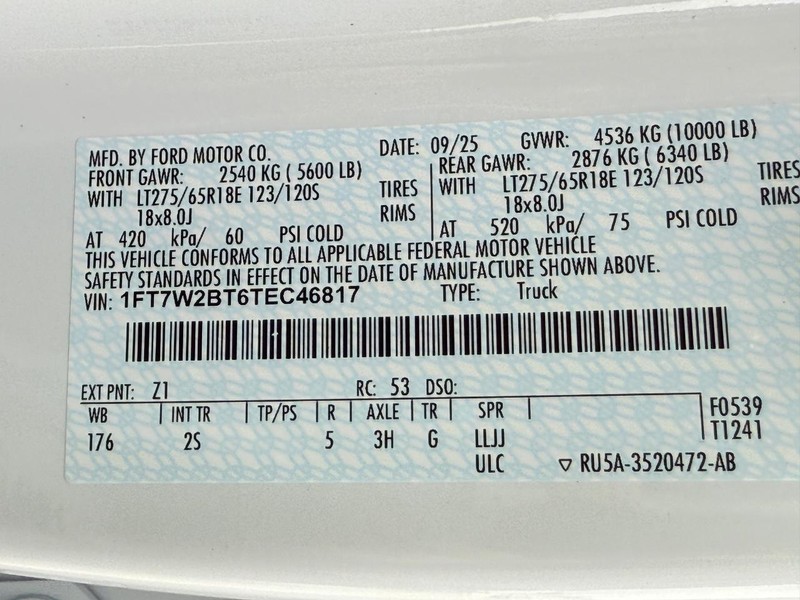 MFD. BY FORD MOTOR CO. DATE: 09/25 GVWR: 4536 KG (10000 LB)
FRONT GAWR: 2540 KG ( 5600 LB) REAR GAWR: 2876 KG ( 6340 LB)
WITH LT275/65R18E 123/120S TIRES WITH LT275/65R18E 123/120S TIRES
18x8.0J RIMS 18x8.0J RIMS
AT 420 kPa/ 60 PSI COLD AT 520 kPa/ 75 PSI COLD
THIS VEHICLE CONFORMS TO ALL APPLICABLE FEDERAL MOTOR VEHICLE
SAFETY STANDARDS IN EFFECT ON THE DATE OF MANUFACTURE SHOWN ABOVE.
VIN: 1FT7W2BT6TEC46817 TYPE: Truck
EXT PNT: Z1 RC: 53 DSO:
WB INT TR TP/PS R AXLE TR SPR F0539
176 2S 5 3H G LLJJ T1241
ULC ▽ RU5A-3520472-AB